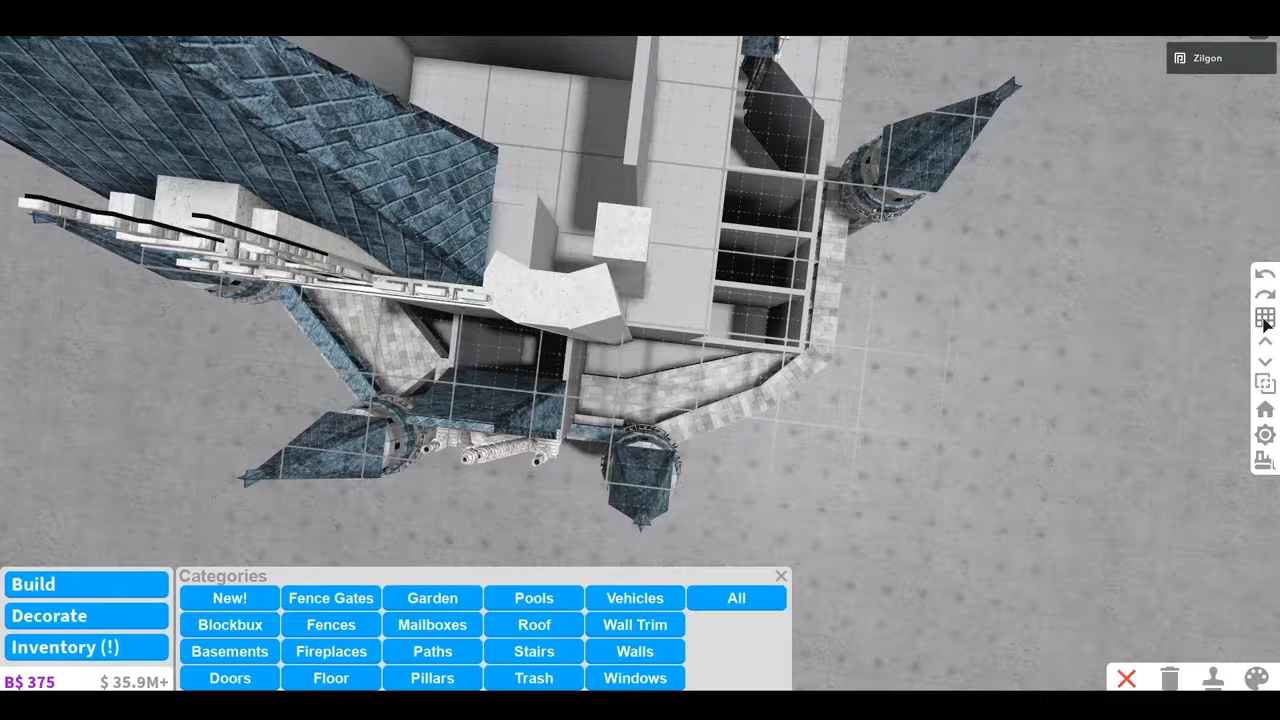 Zilgon
Build
Decorate
Inventory (!)
B$ 375 $ 35.9M+
Categories
New! Fence Gates Garden Pools Vehicles All
Blockbux Fences Mailboxes Roof Wall Trim
Basements Fireplaces Paths Stairs Walls
Doors Floor Pillars Trash Windows